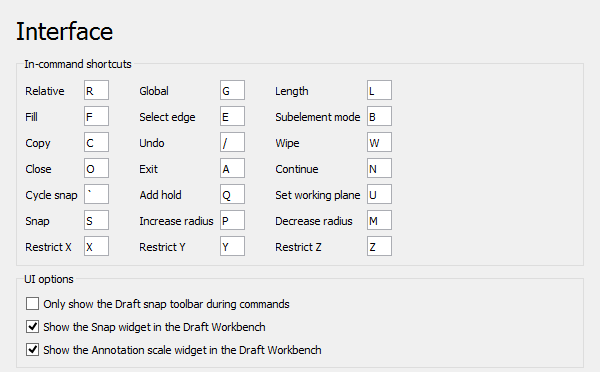 Interface
In-command shortcuts
Relative R Global G Length L
Fill F Select edge E Subelement mode B
Copy C Undo / Wipe W
Close O Exit A Continue N
Cycle snap ` Add hold Q Set working plane U
Snap S Increase radius P Decrease radius M
Restrict X X Restrict Y Y Restrict Z Z
UI options
Only show the Draft snap toolbar during commands
Show the Snap widget in the Draft Workbench
Show the Annotation scale widget in the Draft Workbench